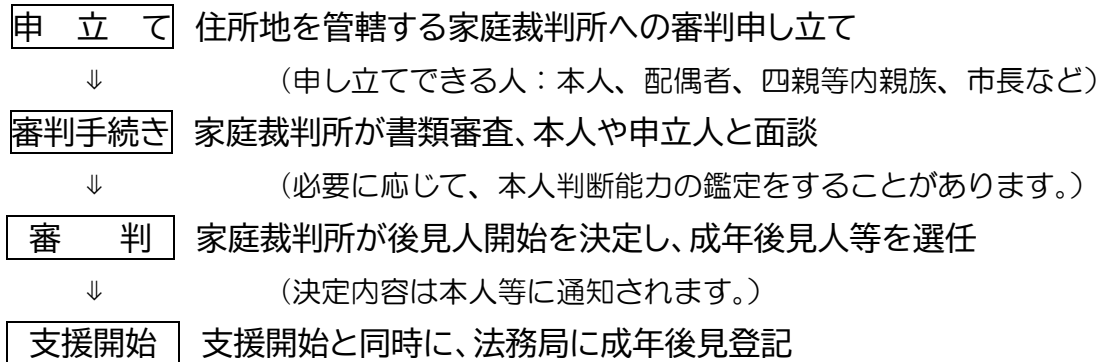 申　立　て　住所地を管轄する家庭裁判所への審判申し立て
⇓　（申し立てできる人：本人、配偶者、四親等内親族、市長など）
審判手続き　家庭裁判所が書類審査、本人や申立人と面談
⇓　（必要に応じて、本人判断能力の鑑定をすることがあります。）
審　　判　家庭裁判所が後見人開始を決定し、成年後見人等を選任
⇓　（決定内容は本人等に通知されます。）
支援開始　支援開始と同時に、法務局に成年後見登記